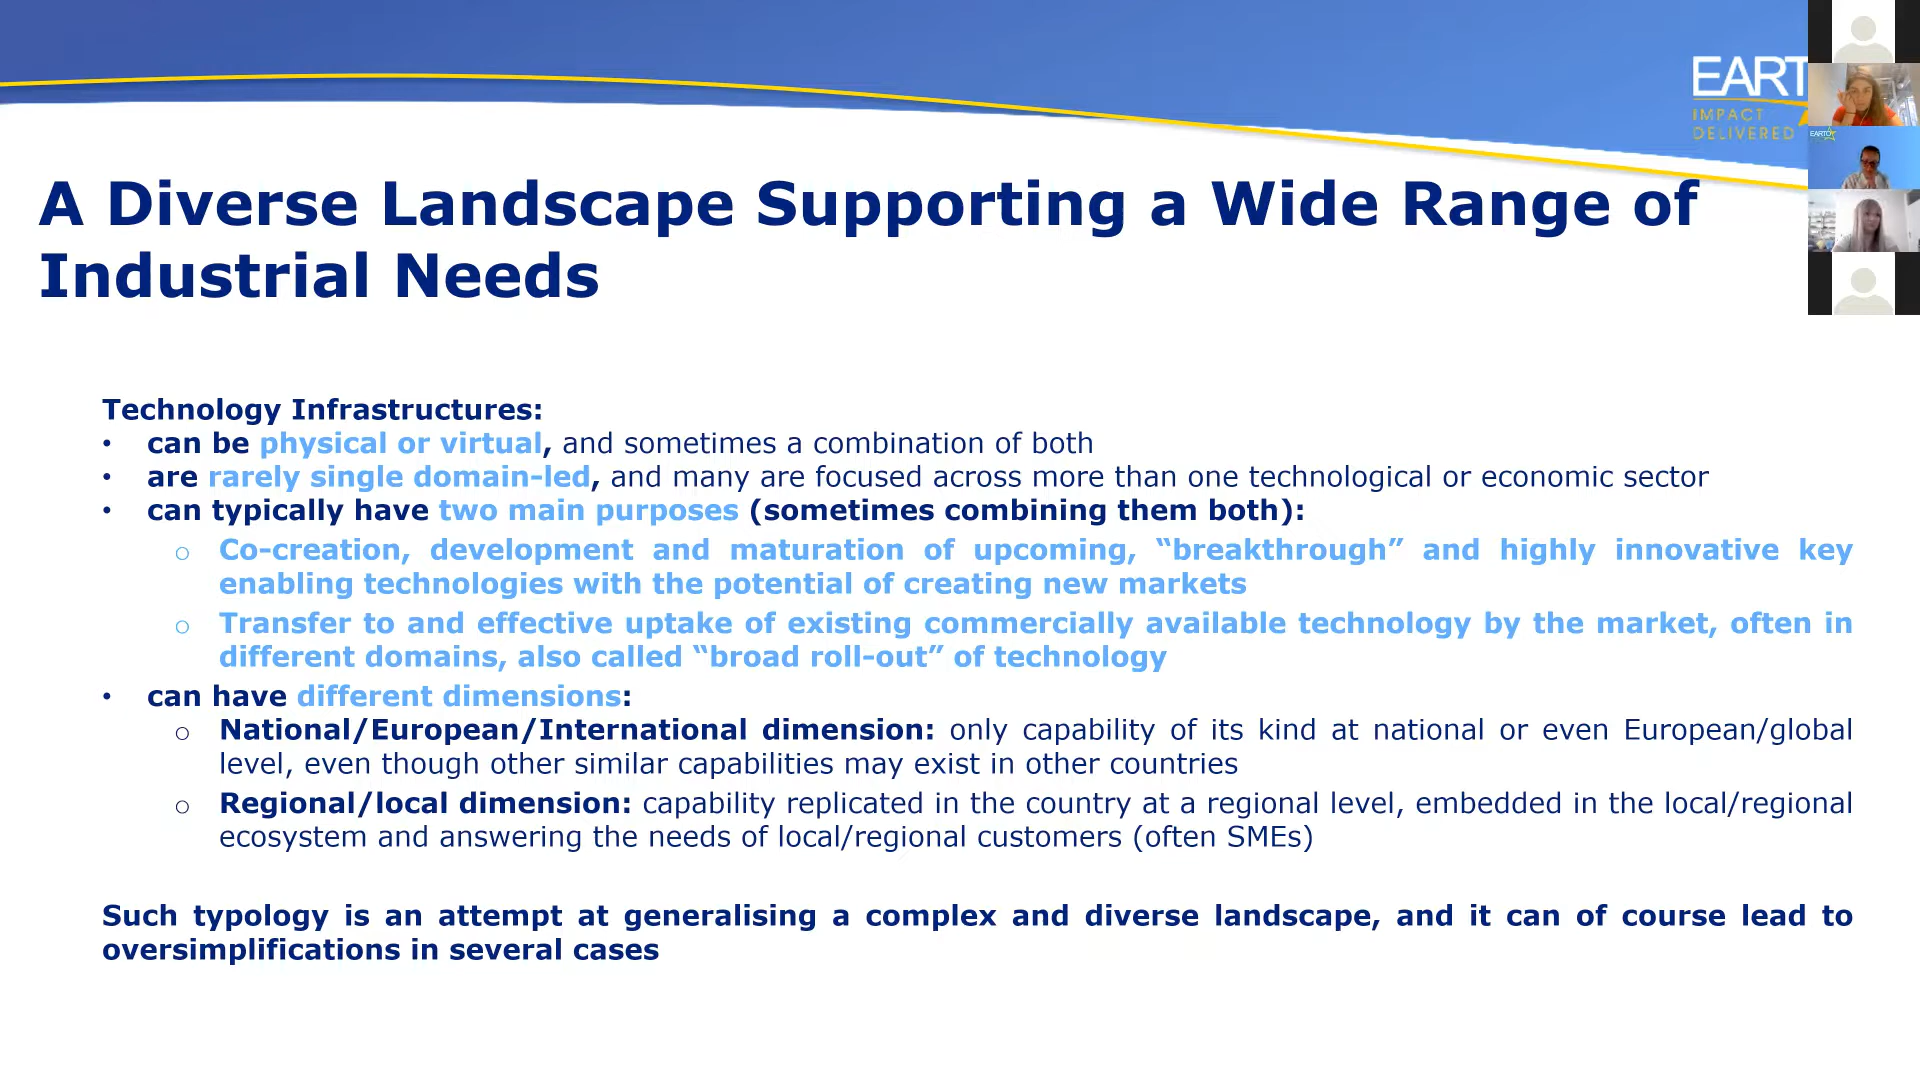 EART
IMPACT
DELIVERED
EARTO
A Diverse Landscape Supporting a Wide Range of
Industrial Needs
Technology Infrastructures:
• can be physical or virtual, and sometimes a combination of both
• are rarely single domain-led, and many are focused across more than one technological or economic sector
• can typically have two main purposes (sometimes combining them both):
o Co-creation, development and maturation of upcoming, “breakthrough” and highly innovative key
enabling technologies with the potential of creating new markets
o Transfer to and effective uptake of existing commercially available technology by the market, often in
different domains, also called “broad roll-out” of technology
• can have different dimensions:
o National/European/International dimension: only capability of its kind at national or even European/global
level, even though other similar capabilities may exist in other countries
o Regional/local dimension: capability replicated in the country at a regional level, embedded in the local/regional
ecosystem and answering the needs of local/regional customers (often SMEs)
Such typology is an attempt at generalising a complex and diverse landscape, and it can of course lead to
oversimplifications in several cases